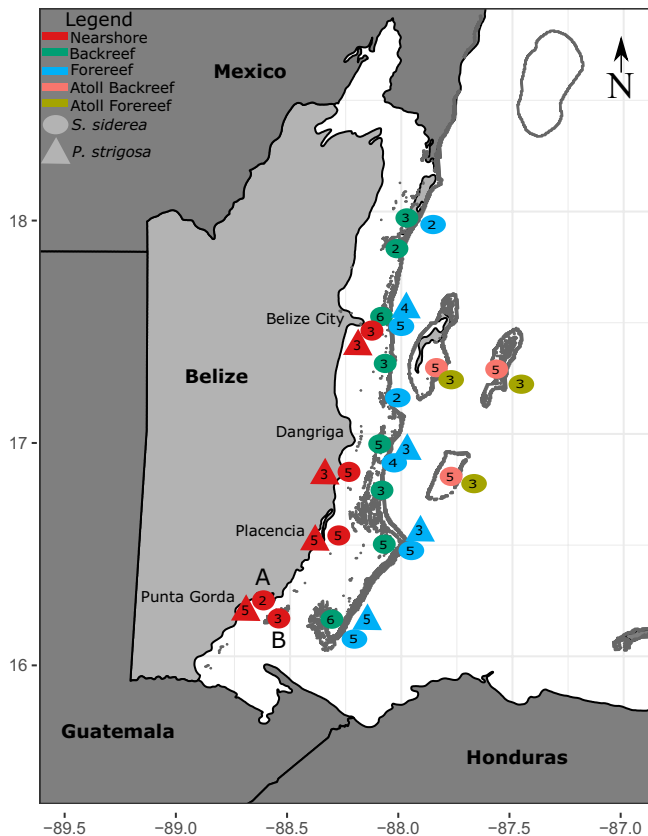 Legend
Nearshore
Backreef
Forereef
Atoll Backreef
Atoll Forereef
S. siderea
P. strigosa
Mexico
N
18
3
2
2
Belize City
6
4
3
5
3
3
5
3
5
3
Belize
2
17
Dangriga
5
3
3
5
4
5
3
3
Placencia
5
5
5
3
5
A
Punta Gorda
2
5
3
B
6
5
5
16
Guatemala
Honduras
−89.5 −89.0 −88.5 −88.0 −87.5 −87.0